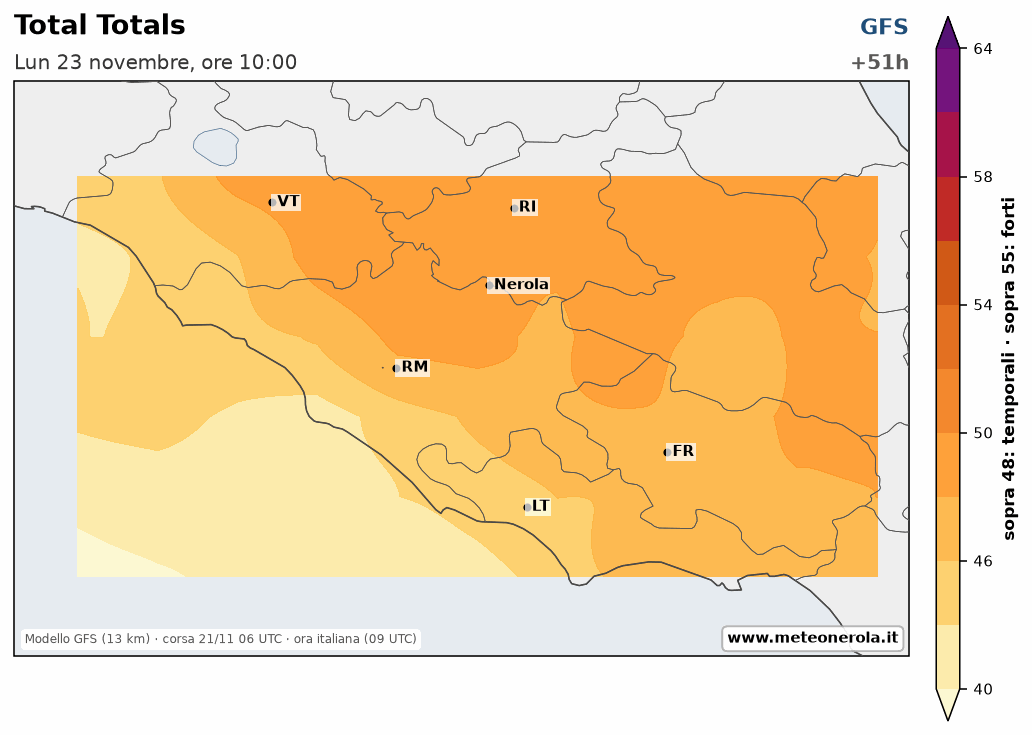 Total Totals
GFS
Lun 23 novembre, ore 10:00
+51h
VT
RI
Nerola
RM
FR
LT
Modello GFS (13 km) · corsa 21/11 06 UTC · ora italiana (09 UTC)
www.meteonerola.it
64
58
54
50
46
40
sopra 48: temporali · sopra 55: forti